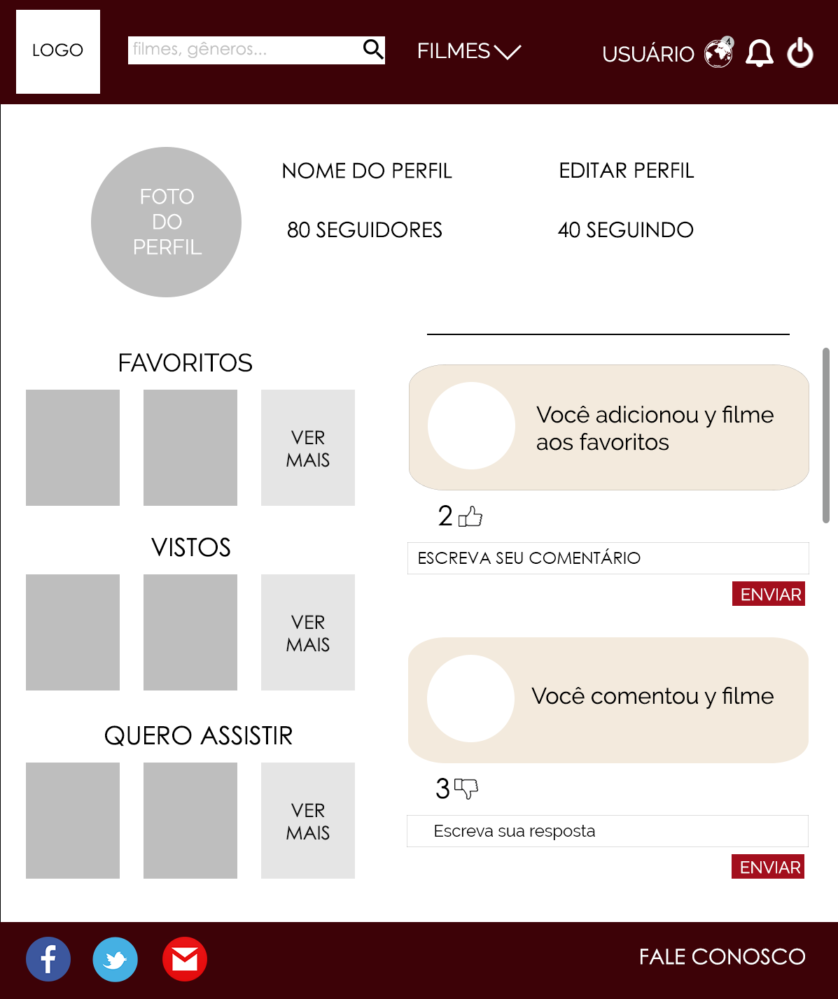 LOGO
filmes, gêneros...
FILMES
USUÁRIO
4
FOTO
DO
PERFIL
NOME DO PERFIL
EDITAR PERFIL
80 SEGUIDORES
40 SEGUINDO
FAVORITOS
VER
MAIS
VISTOS
VER
MAIS
QUERO ASSISTIR
VER
MAIS
Você adicionou y filme
aos favoritos
2
ESCREVA SEU COMENTÁRIO
ENVIAR
Você comentou y filme
3
Escreva sua resposta
ENVIAR
f
FALE CONOSCO